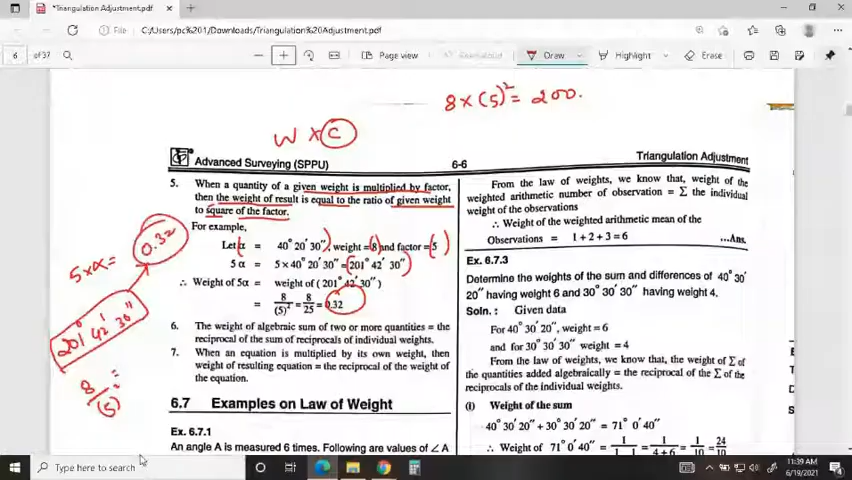 *Triangulation Adjustment.pdf
File
C:/Users/pc%201/Downloads/Triangulation%20Adjustment.pdf
6 of 37
Page view
Draw
Highlight
Erase
8 × (5)² = 200.
W × C
Advanced Surveying (SPPU)
6-6
Triangulation Adjustment
5. When a quantity of a given weight is multiplied by factor,
then the weight of result is equal to the ratio of given weight
to square of the factor.
For example,
Let α = 40° 20′ 30″, weight = 8 and factor = 5
5 α = 5 × 40° 20′ 30″ = 201° 42′ 30″
∴ Weight of 5α = weight of ( 201° 42′ 30″ )
= 8/(5)² = 8/25 = 0.32
0.32
5 × α =
201° 42′ 30″
8/(5)
6. The weight of algebraic sum of two or more quantities = the
reciprocal of the sum of reciprocals of individual weights.
7. When an equation is multiplied by its own weight, then
weight of resulting equation = the reciprocal of the weight of
the equation.
6.7 Examples on Law of Weight
Ex. 6.7.1
An angle A is measured 6 times. Following are values of ∠ A
From the law of weights, we know that, weight of the
weighted arithmetic number of observation = Σ the individual
weight of the observations
∴ Weight of the weighted arithmetic mean of the
Observations = 1 + 2 + 3 = 6 ...Ans.
Ex. 6.7.3
Determine the weights of the sum and differences of 40° 30′
20″ having weight 6 and 30° 30′ 30″ having weight 4.
Soln. : Given data
For 40° 30′ 20″, weight = 6
and for 30° 30′ 30″ weight = 4
From the law of weights, we know that, the weight of Σ of
the quantities added algebraically = the reciprocal of the Σ of the
reciprocals of the individual weights.
(i) Weight of the sum
40° 30′ 20″ + 30° 30′ 20″ = 71° 0′ 40″
Type here to search
11:39 AM
6/19/2021